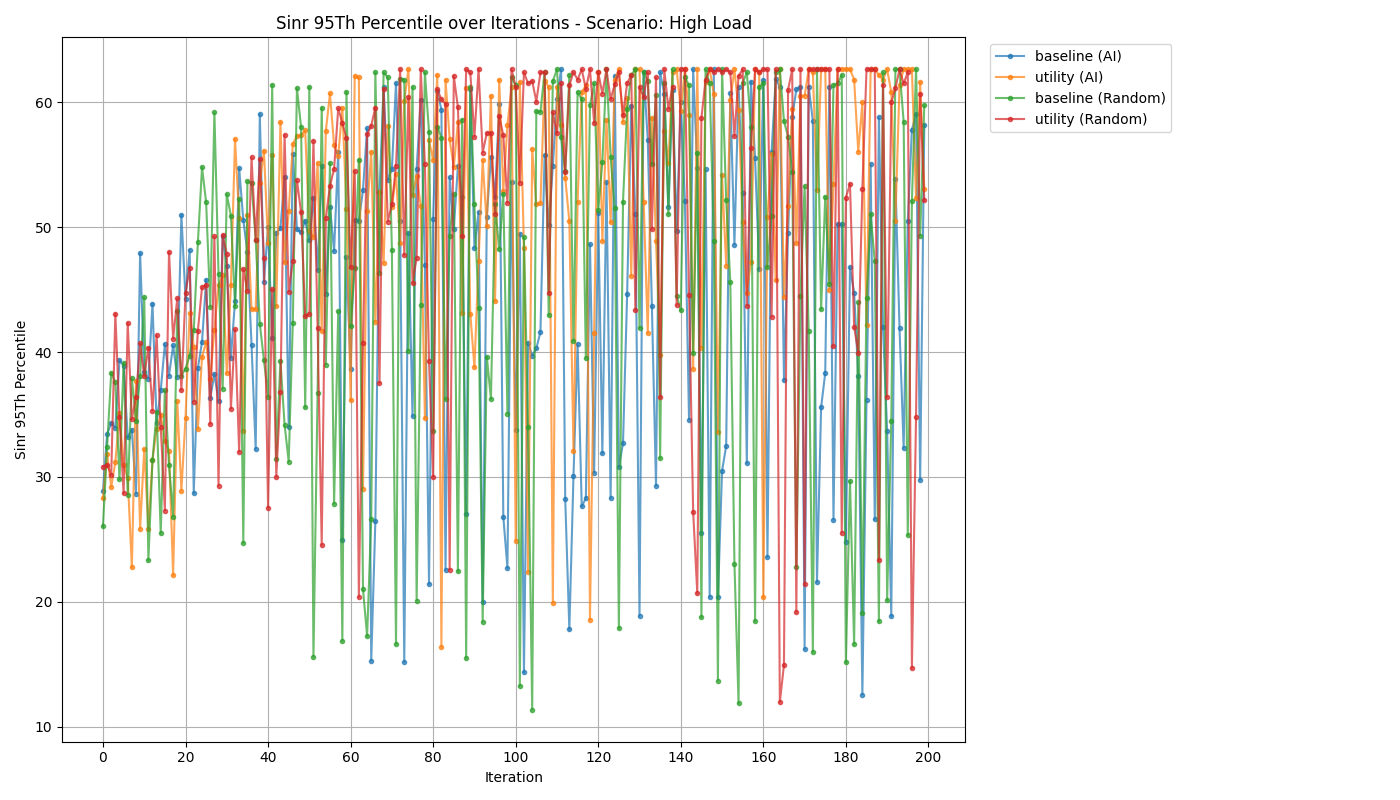 Sinr 95Th Percentile over Iterations - Scenario: High Load
baseline (AI)
utility (AI)
baseline (Random)
utility (Random)
Sinr 95Th Percentile
60
50
40
30
20
10
0 20 40 60 80 100 120 140 160 180 200
Iteration